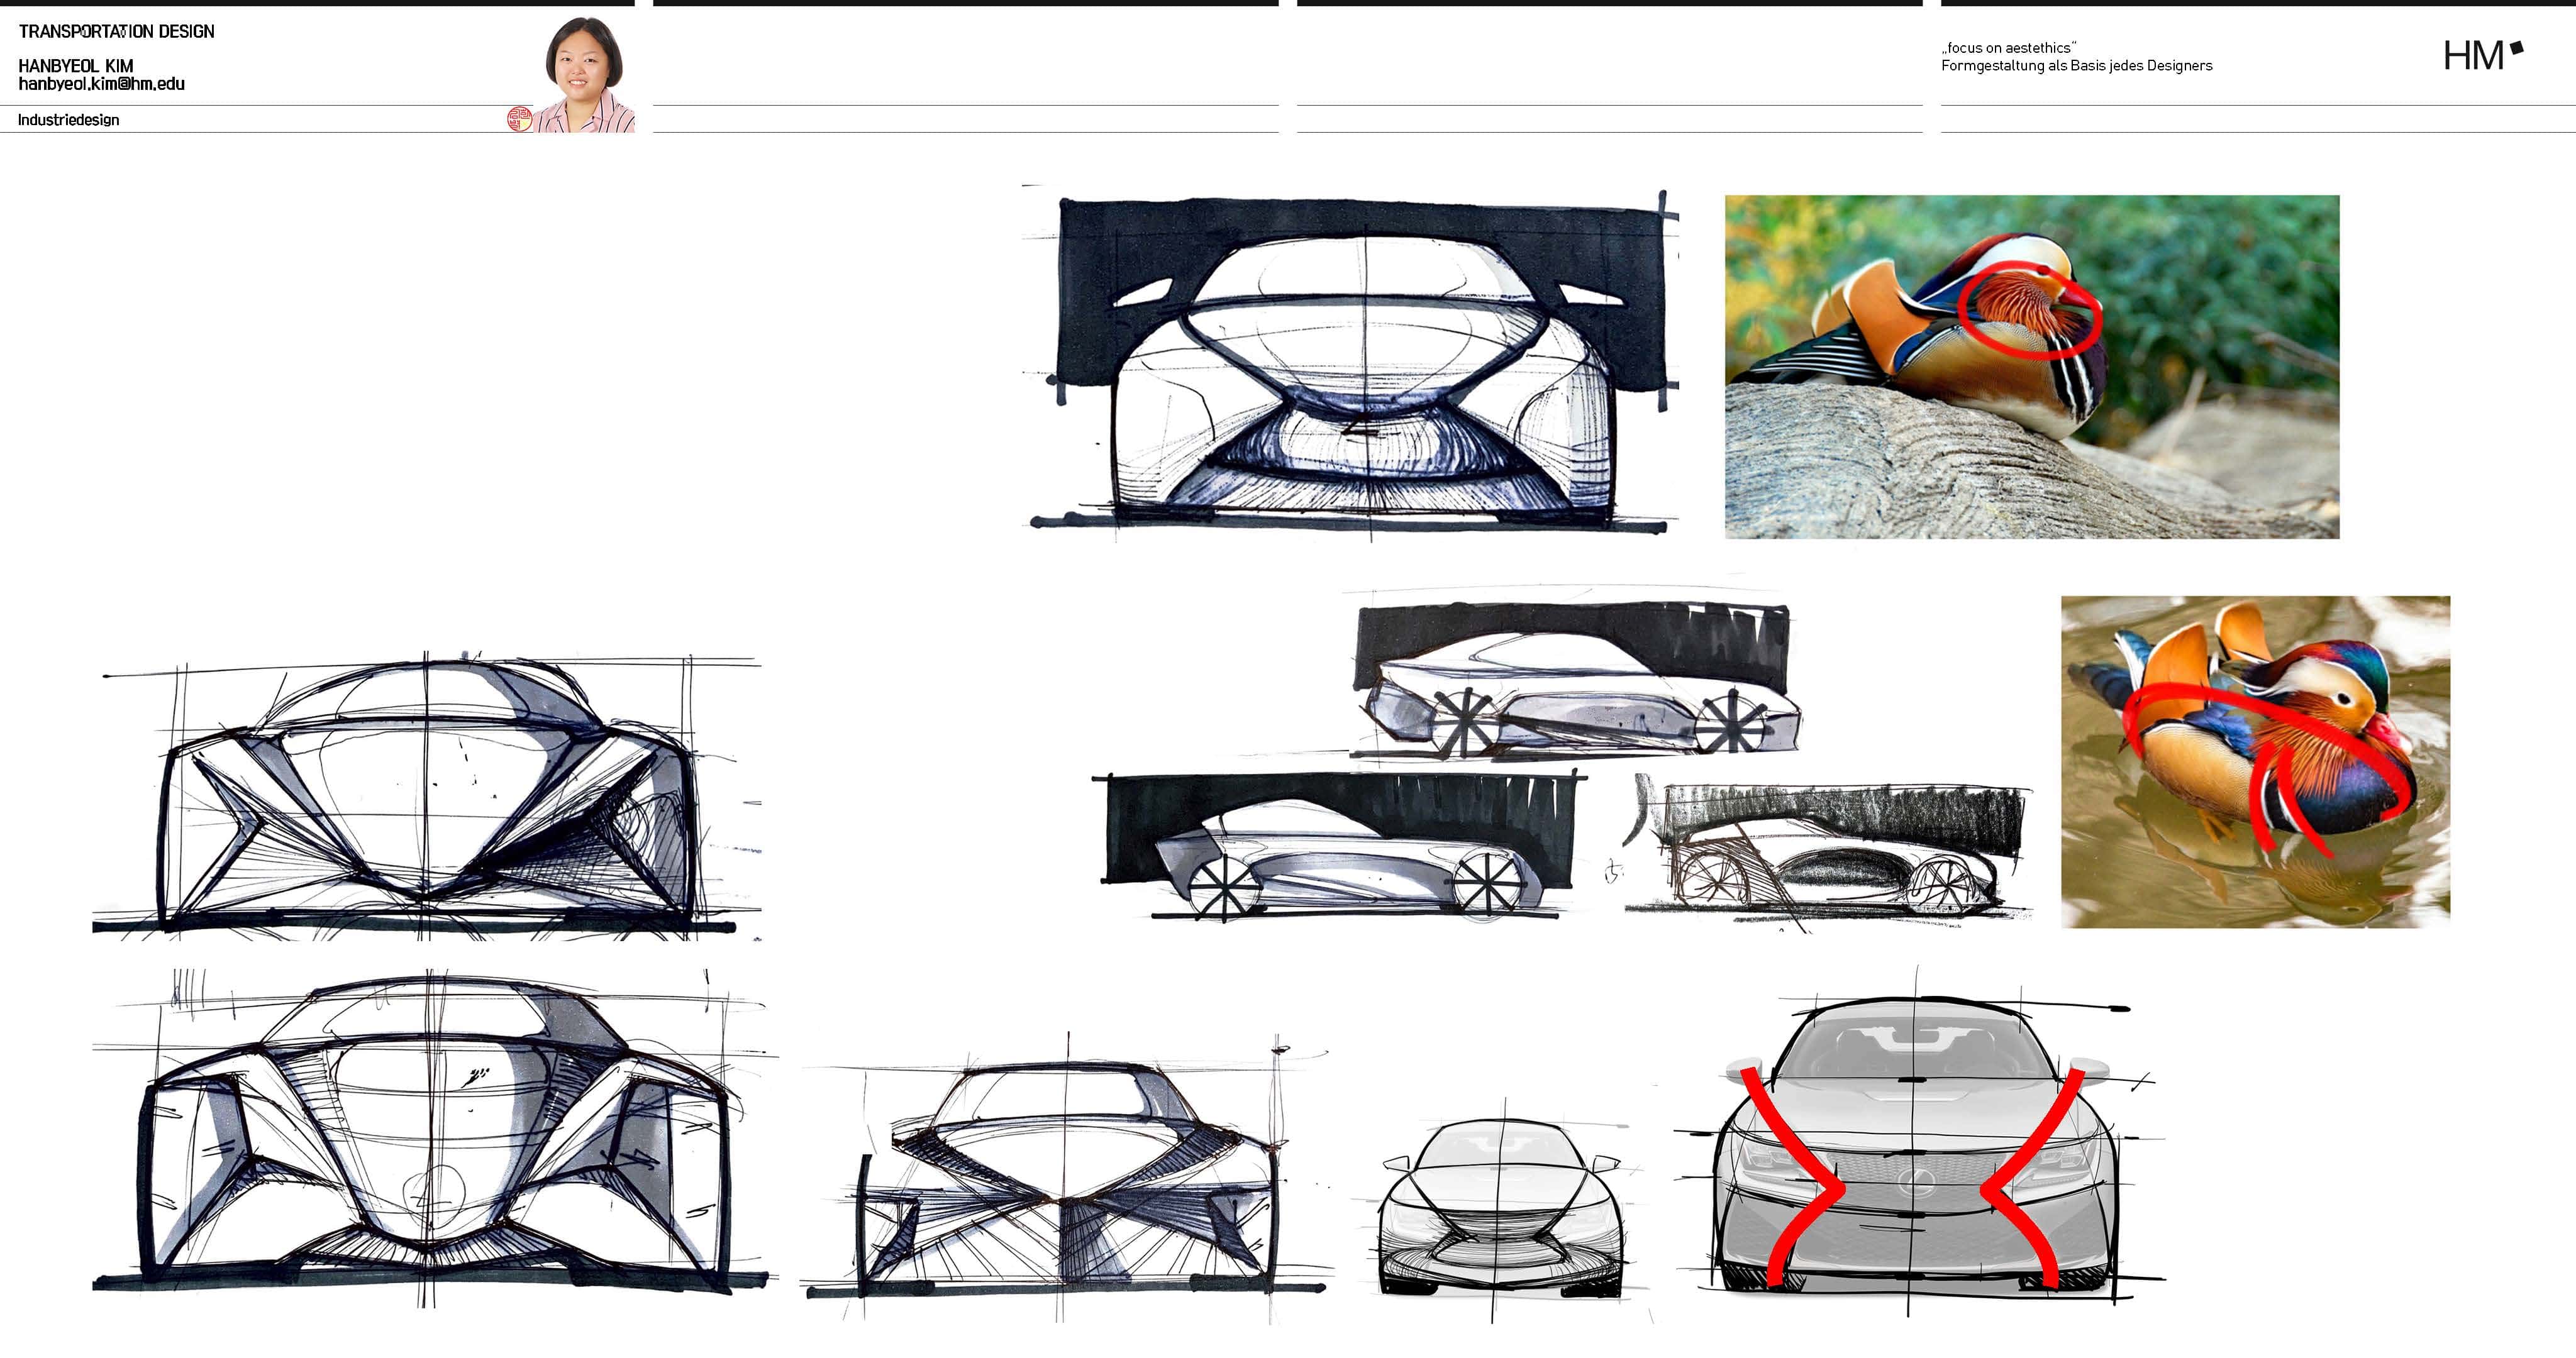 TRANSPORTATION DESIGN
HANBYEOL KIM
hanbyeol.kim@hm.edu
Industriedesign
„focus on aestethics“
Formgestaltung als Basis jedes Designers
HM